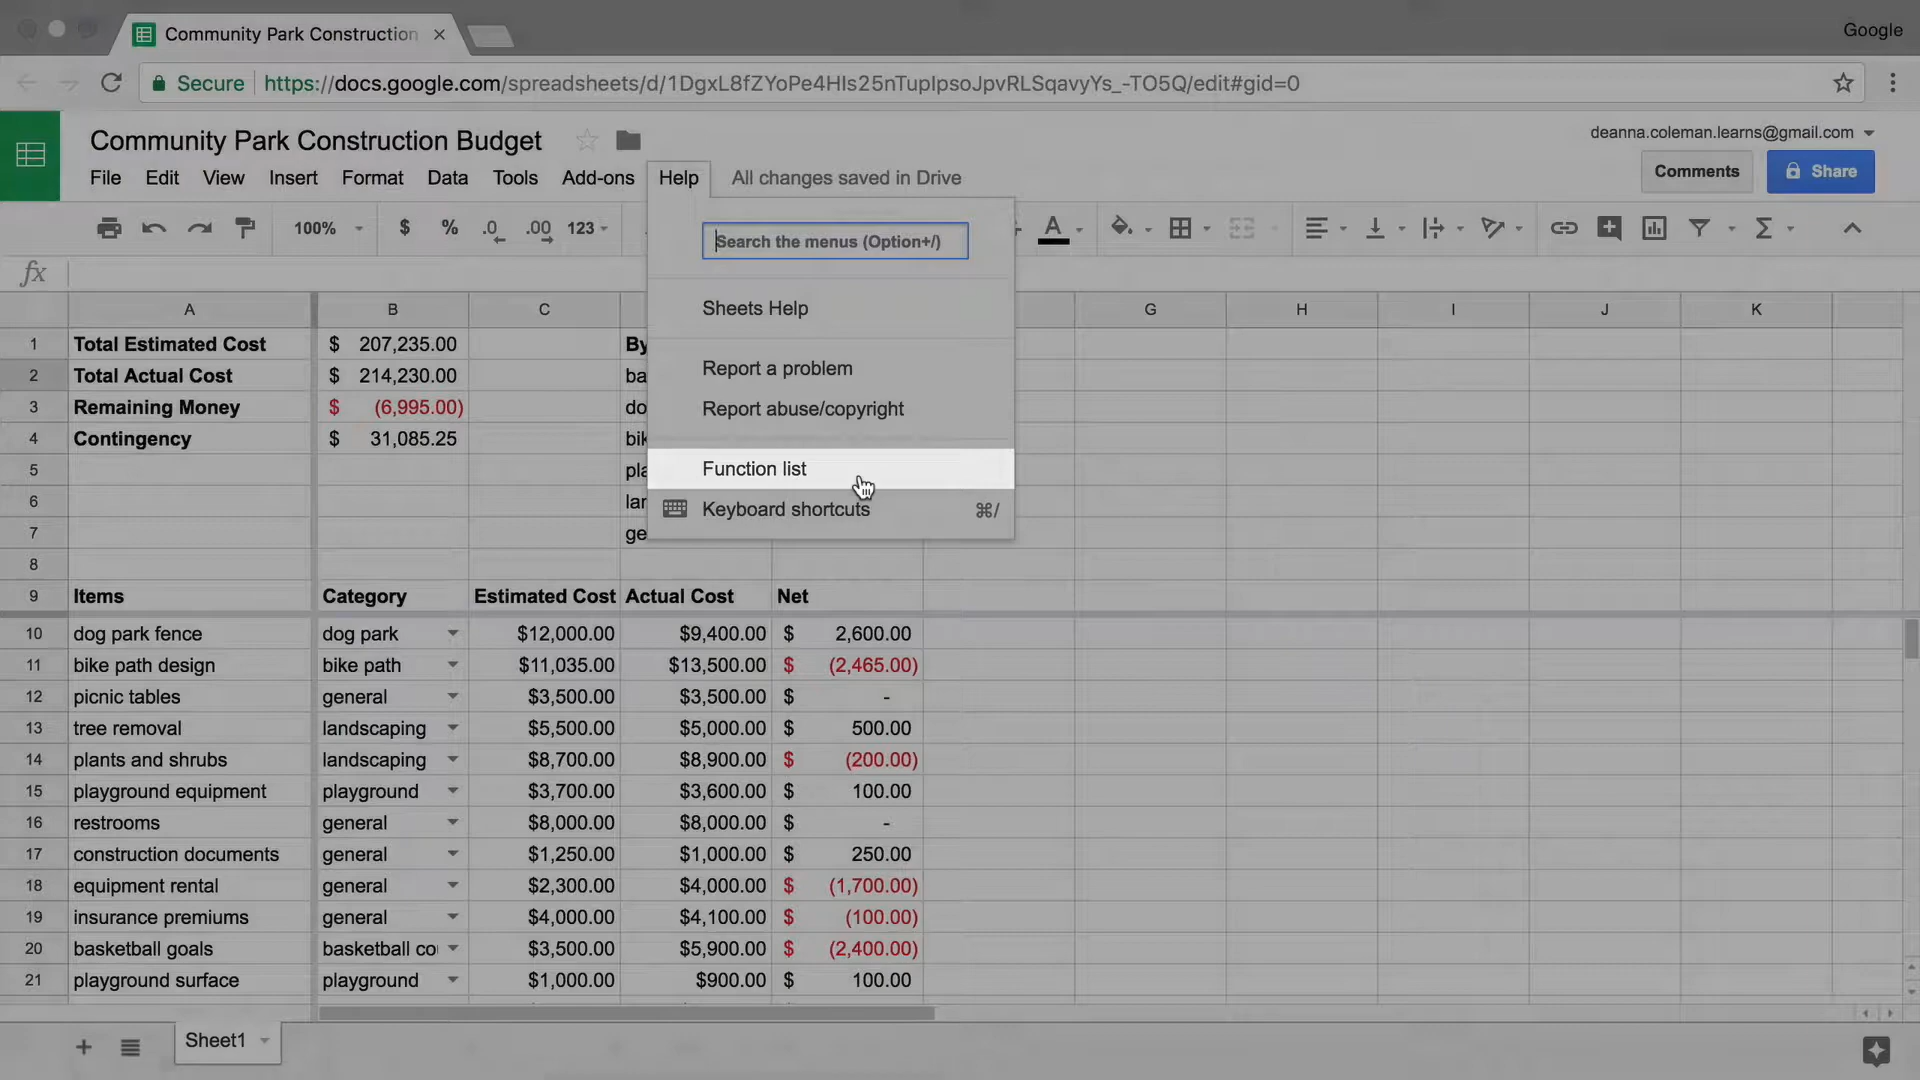 Community Park Construction
Google
Secure https://docs.google.com/spreadsheets/d/1DgxL8fZYoPe4HIs25nTupIpsoJpvRLSqavyYs_-TO5Q/edit#gid=0
Community Park Construction Budget
deanna.coleman.learns@gmail.com
File Edit View Insert Format Data Tools Add-ons Help All changes saved in Drive
Comments Share
100% $ % .0 .00 123 A Σ
Search the menus (Option+/)
Sheets Help
Report a problem
Report abuse/copyright
Function list
Keyboard shortcuts ⌘/
fx
A B C G H I J K
1 Total Estimated Cost $ 207,235.00 By
2 Total Actual Cost $ 214,230.00 ba
3 Remaining Money $ (6,995.00) do
4 Contingency $ 31,085.25 bik
5 pla
6 lan
7 ge
8
9 Items Category Estimated Cost Actual Cost Net
10 dog park fence dog park $12,000.00 $9,400.00 $ 2,600.00
11 bike path design bike path $11,035.00 $13,500.00 $ (2,465.00)
12 picnic tables general $3,500.00 $3,500.00 $ -
13 tree removal landscaping $5,500.00 $5,000.00 $ 500.00
14 plants and shrubs landscaping $8,700.00 $8,900.00 $ (200.00)
15 playground equipment playground $3,700.00 $3,600.00 $ 100.00
16 restrooms general $8,000.00 $8,000.00 $ -
17 construction documents general $1,250.00 $1,000.00 $ 250.00
18 equipment rental general $2,300.00 $4,000.00 $ (1,700.00)
19 insurance premiums general $4,000.00 $4,100.00 $ (100.00)
20 basketball goals basketball co $3,500.00 $5,900.00 $ (2,400.00)
21 playground surface playground $1,000.00 $900.00 $ 100.00
Sheet1